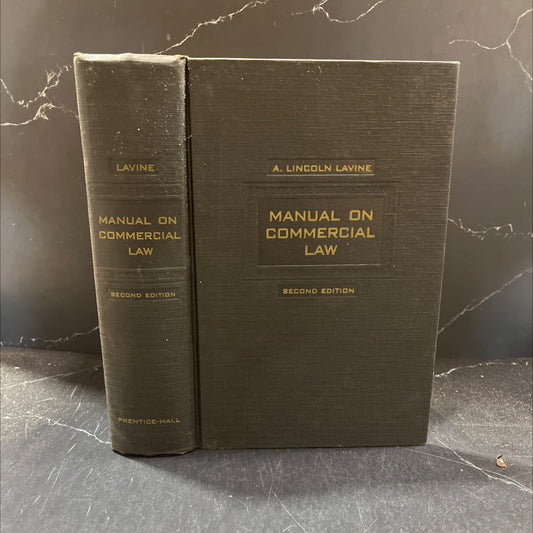 LAVINE
MANUAL ON
COMMERCIAL
LAW
SECOND EDITION
PRENTICE-HALL
A. LINCOLN LAVINE
MANUAL ON
COMMERCIAL
LAW
SECOND EDITION